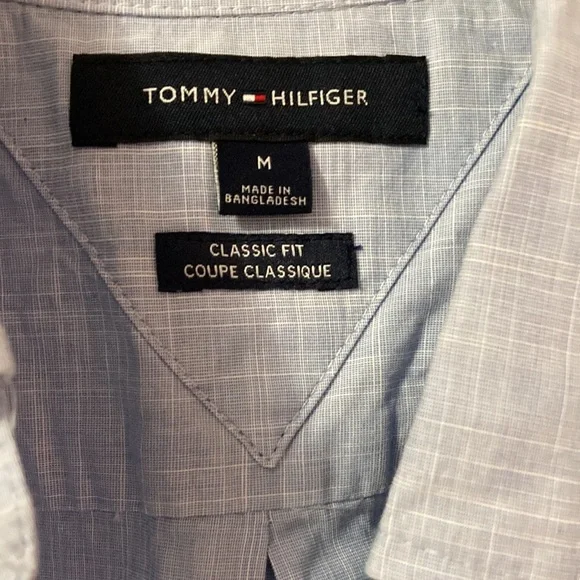 TOMMY HILFIGER
M
MADE IN
BANGLADESH
CLASSIC FIT
COUPE CLASSIQUE